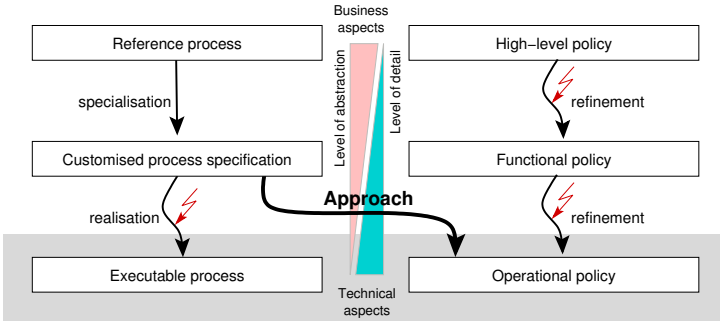 Business
aspects
Reference process
High−level policy
specialisation
Level of abstraction
Level of detail
refinement
Customised process specification
Functional policy
Approach
realisation
refinement
Executable process
Operational policy
Technical
aspects